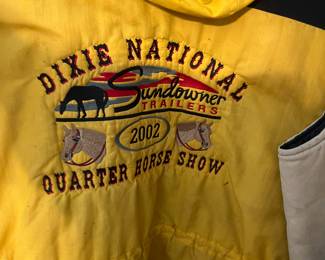 DIXIE NATIONAL
Sundowner
TRAILERS
2002
QUARTER HORSE SHOW